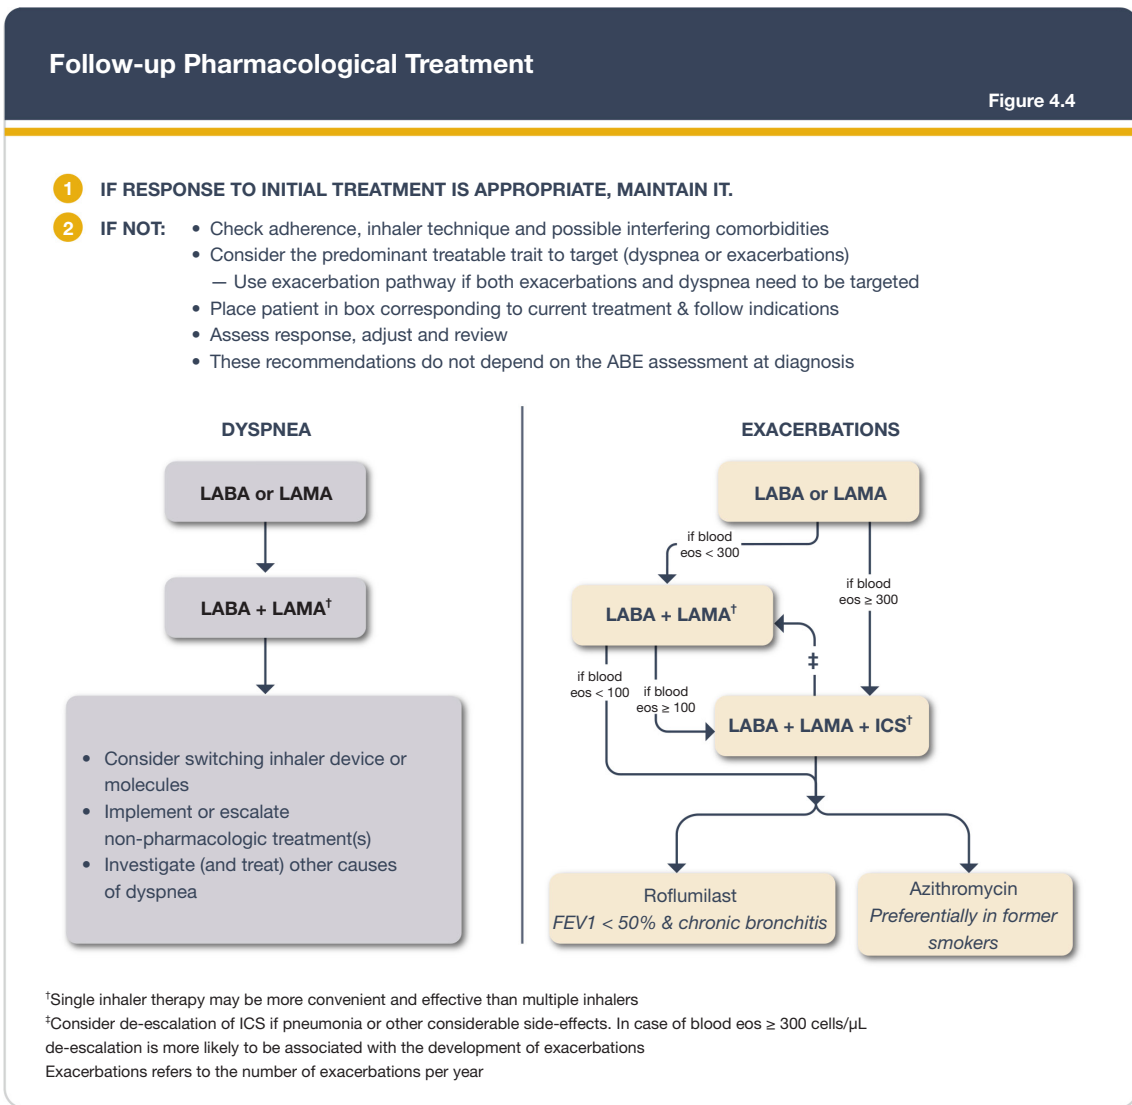 Follow-up Pharmacological Treatment
Figure 4.4
1 IF RESPONSE TO INITIAL TREATMENT IS APPROPRIATE, MAINTAIN IT.
2 IF NOT: • Check adherence, inhaler technique and possible interfering comorbidities
• Consider the predominant treatable trait to target (dyspnea or exacerbations)
— Use exacerbation pathway if both exacerbations and dyspnea need to be targeted
• Place patient in box corresponding to current treatment & follow indications
• Assess response, adjust and review
• These recommendations do not depend on the ABE assessment at diagnosis
DYSPNEA
LABA or LAMA
LABA + LAMA†
• Consider switching inhaler device or
molecules
• Implement or escalate
non-pharmacologic treatment(s)
• Investigate (and treat) other causes
of dyspnea
EXACERBATIONS
LABA or LAMA
if blood
eos < 300
if blood
eos ≥ 300
LABA + LAMA†
‡
if blood
eos < 100
if blood
eos ≥ 100
LABA + LAMA + ICS†
Roflumilast
FEV1 < 50% & chronic bronchitis
Azithromycin
Preferentially in former
smokers
†Single inhaler therapy may be more convenient and effective than multiple inhalers
‡Consider de-escalation of ICS if pneumonia or other considerable side-effects. In case of blood eos ≥ 300 cells/µL
de-escalation is more likely to be associated with the development of exacerbations
Exacerbations refers to the number of exacerbations per year